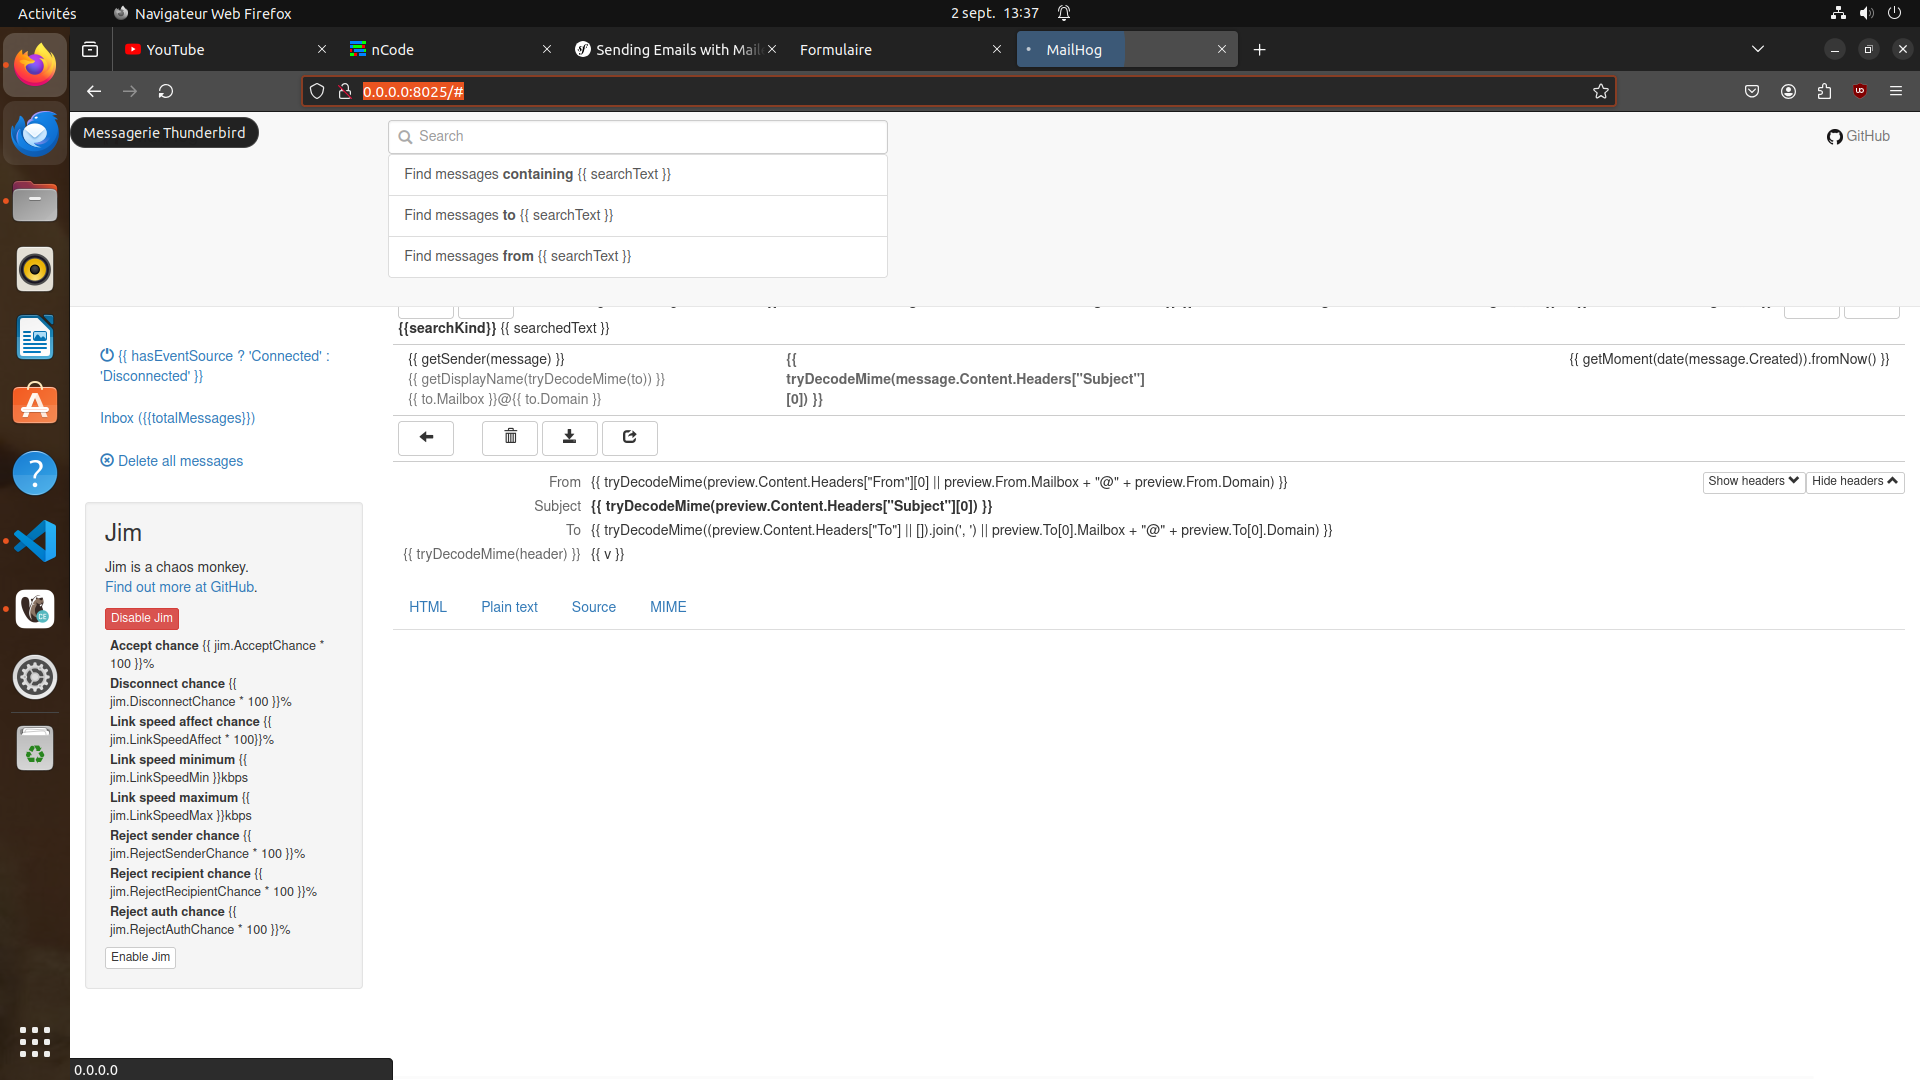 Activités
Navigateur Web Firefox
2 sept. 13:37
YouTube
nCode
Sending Emails with Maile
Formulaire
MailHog
0.0.0.0:8025/#
Messagerie Thunderbird
Search
GitHub
Find messages containing {{ searchText }}
Find messages to {{ searchText }}
Find messages from {{ searchText }}
{{searchKind}} {{ searchedText }}
{{ hasEventSource ? 'Connected' :
'Disconnected' }}
Inbox ({{totalMessages}})
Delete all messages
{{ getSender(message) }}
{{ getDisplayName(tryDecodeMime(to)) }}
{{ to.Mailbox }}@{{ to.Domain }}
{{
tryDecodeMime(message.Content.Headers["Subject"]
[0]) }}
{{ getMoment(date(message.Created)).fromNow() }}
From {{ tryDecodeMime(preview.Content.Headers["From"][0] || preview.From.Mailbox + "@" + preview.From.Domain) }}
Show headers
Hide headers
Subject {{ tryDecodeMime(preview.Content.Headers["Subject"][0]) }}
To {{ tryDecodeMime((preview.Content.Headers["To"] || []).join(', ') || preview.To[0].Mailbox + "@" + preview.To[0].Domain) }}
{{ tryDecodeMime(header) }} {{ v }}
HTML
Plain text
Source
MIME
Jim
Jim is a chaos monkey.
Find out more at GitHub.
Disable Jim
Accept chance {{ jim.AcceptChance *
100 }}%
Disconnect chance {{
jim.DisconnectChance * 100 }}%
Link speed affect chance {{
jim.LinkSpeedAffect * 100}}%
Link speed minimum {{
jim.LinkSpeedMin }}kbps
Link speed maximum {{
jim.LinkSpeedMax }}kbps
Reject sender chance {{
jim.RejectSenderChance * 100 }}%
Reject recipient chance {{
jim.RejectRecipientChance * 100 }}%
Reject auth chance {{
jim.RejectAuthChance * 100 }}%
Enable Jim
0.0.0.0